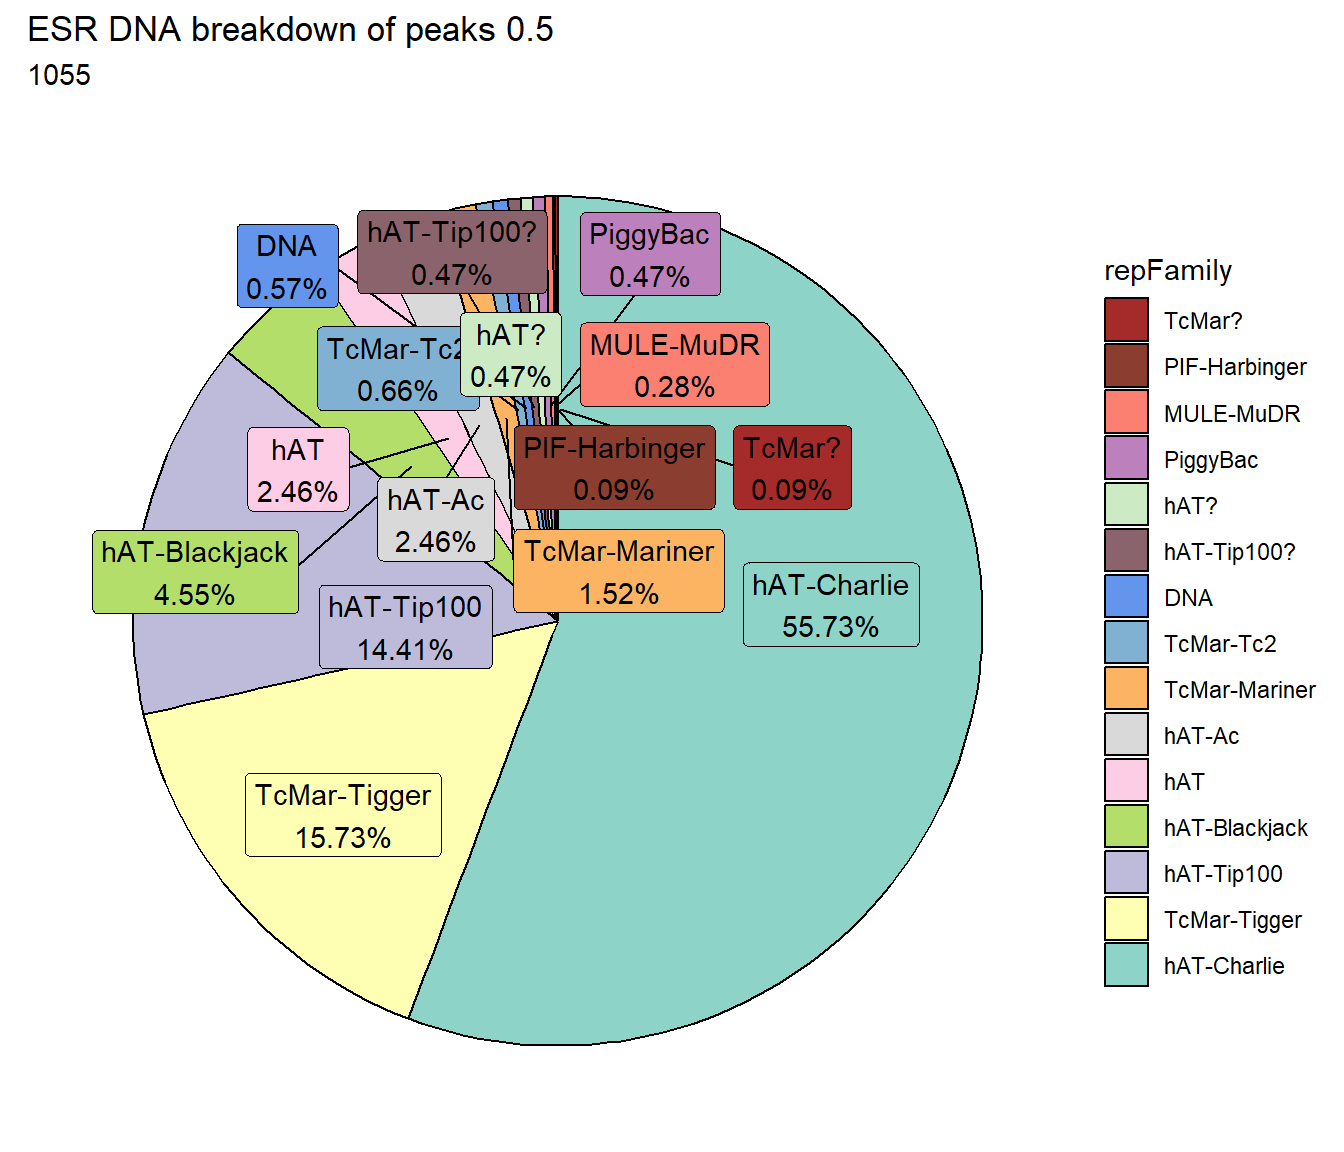 ESR DNA breakdown of peaks 0.5
1055
hAT-Tip100?
0.47%
PiggyBac
0.47%
DNA
0.57%
hAT?
0.47%
MULE-MuDR
0.28%
TcMar-Tc2
0.66%
hAT
2.46%
PIF-Harbinger
0.09%
TcMar?
0.09%
hAT-Ac
2.46%
hAT-Blackjack
4.55%
TcMar-Mariner
1.52%
hAT-Charlie
55.73%
hAT-Tip100
14.41%
TcMar-Tigger
15.73%
repFamily
TcMar?
PIF-Harbinger
MULE-MuDR
PiggyBac
hAT?
hAT-Tip100?
DNA
TcMar-Tc2
TcMar-Mariner
hAT-Ac
hAT
hAT-Blackjack
hAT-Tip100
TcMar-Tigger
hAT-Charlie